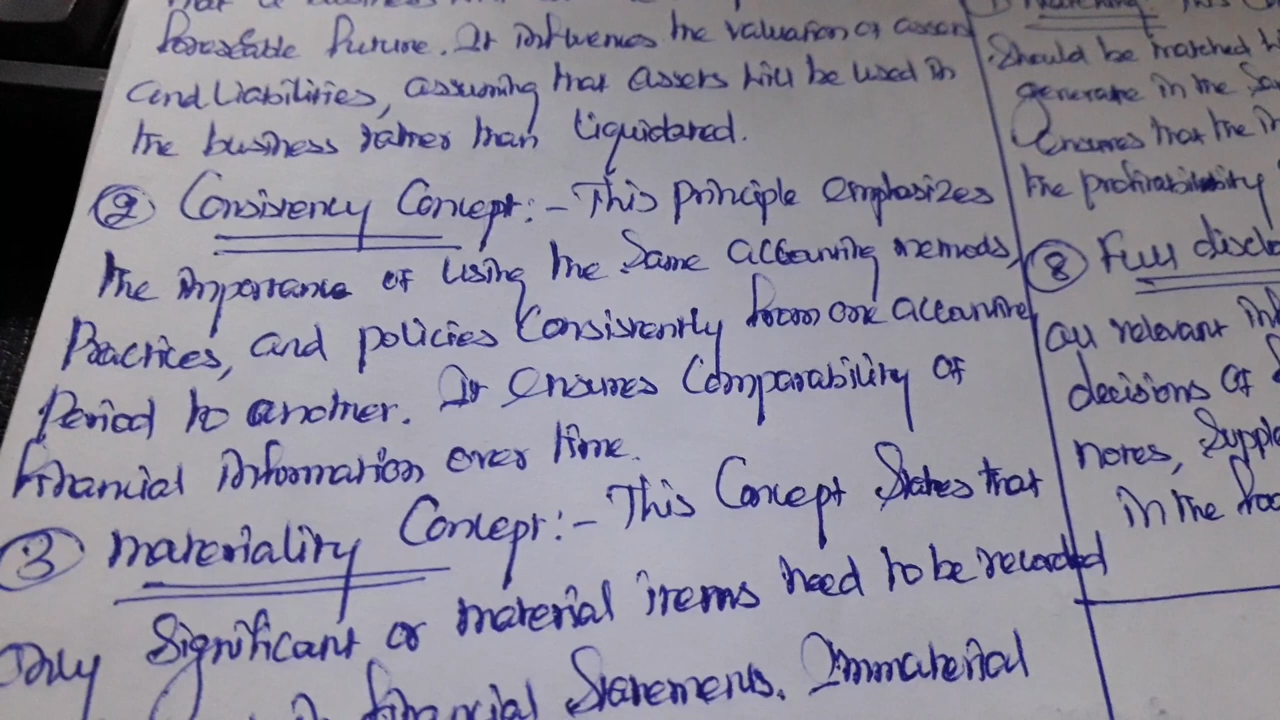 foreseeable future. It influences the valuation of assets
and liabilities, assuming that assets will be used in
the business rather than liquidated.
② Consistency Concept:- This principle emphasizes
the importance of using the same accounting methods,
Practices, and policies consistently from one accounting
Period to another. It ensures comparability of
financial information over time.
③ materiality Concept:- This Concept States that
only significant or material items need to be recorded
in financial Statements. Immaterial
Should be matched
generate in the
ensures that the
the profitability
⑧ Full
all relevant
decisions of
notes,
in the